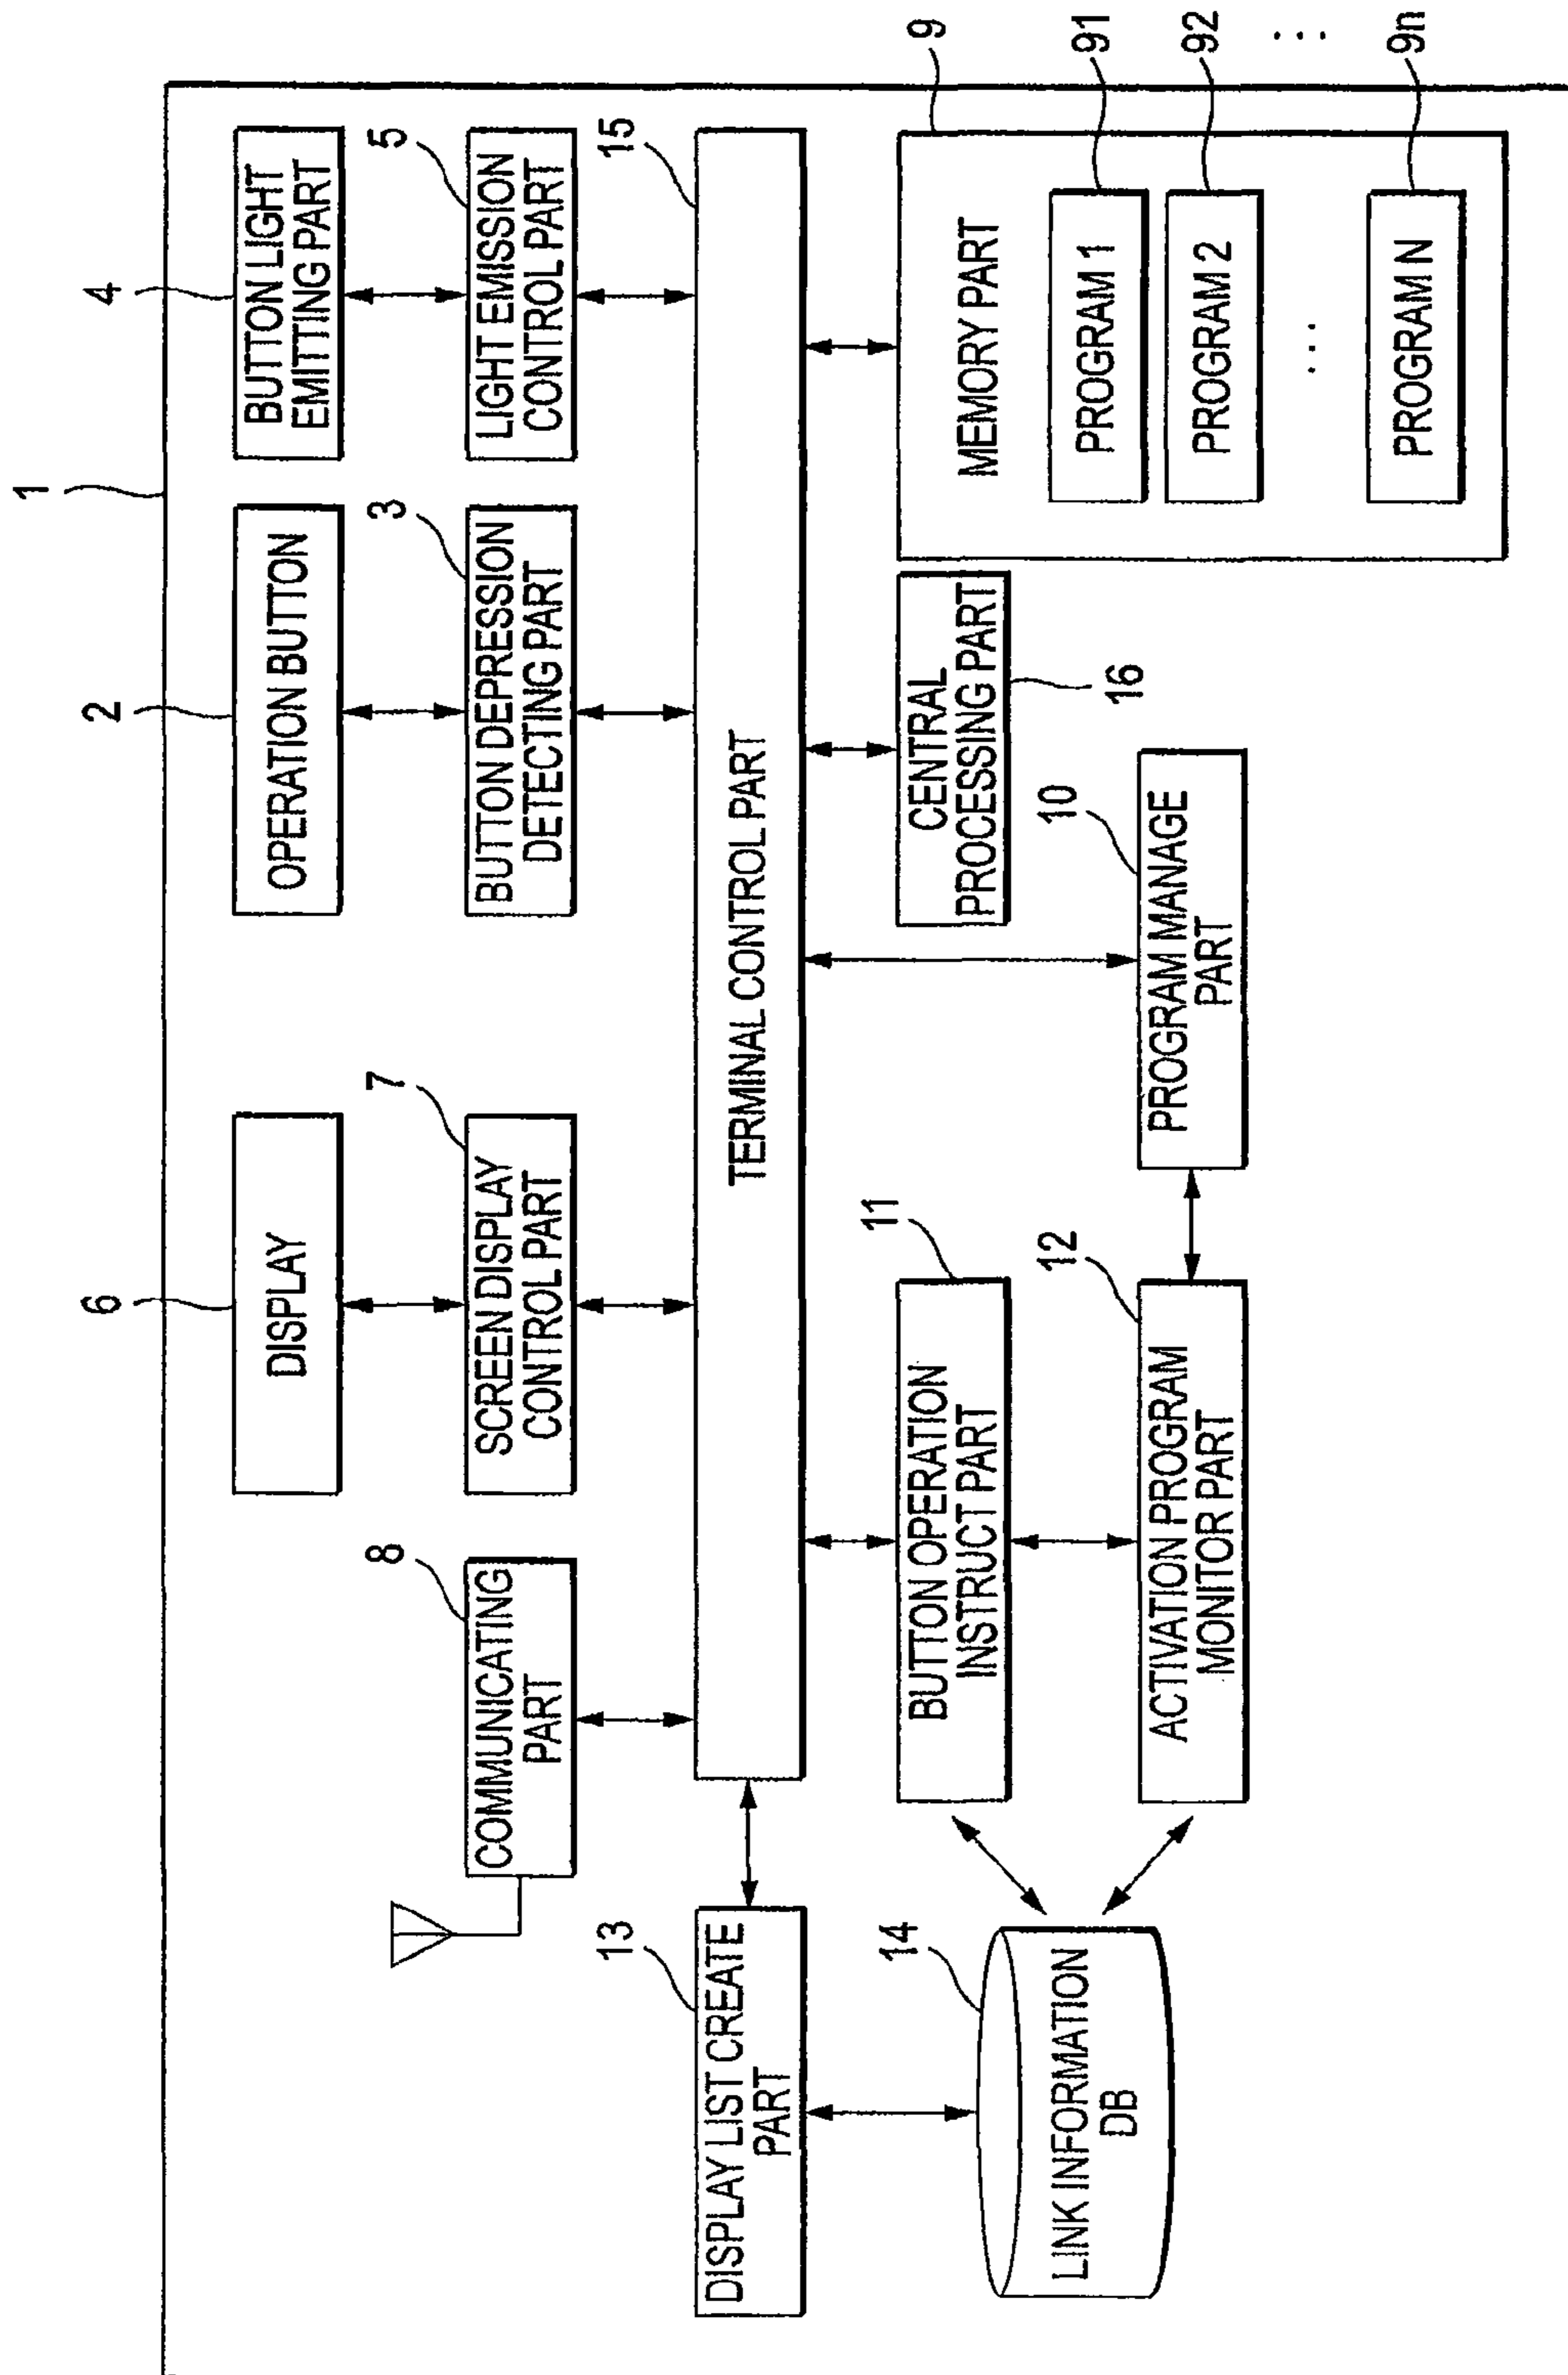 1
6
DISPLAY
2
OPERATION BUTTON
4
BUTTON LIGHT
EMITTING PART
8
COMMUNICATING
PART
7
SCREEN DISPLAY
CONTROL PART
3
BUTTON DEPRESSION
DETECTING PART
5
LIGHT EMISSION
CONTROL PART
13
DISPLAY LIST CREATE
PART
15
TERMINAL CONTROL PART
14
LINK INFORMATION
DB
11
BUTTON OPERATION
INSTRUCT PART
12
ACTIVATION PROGRAM
MONITOR PART
10
PROGRAM MANAGE
PART
CENTRAL
PROCESSING PART
16
9
MEMORY PART
PROGRAM 1
91
PROGRAM 2
92
...
...
PROGRAM N
9n